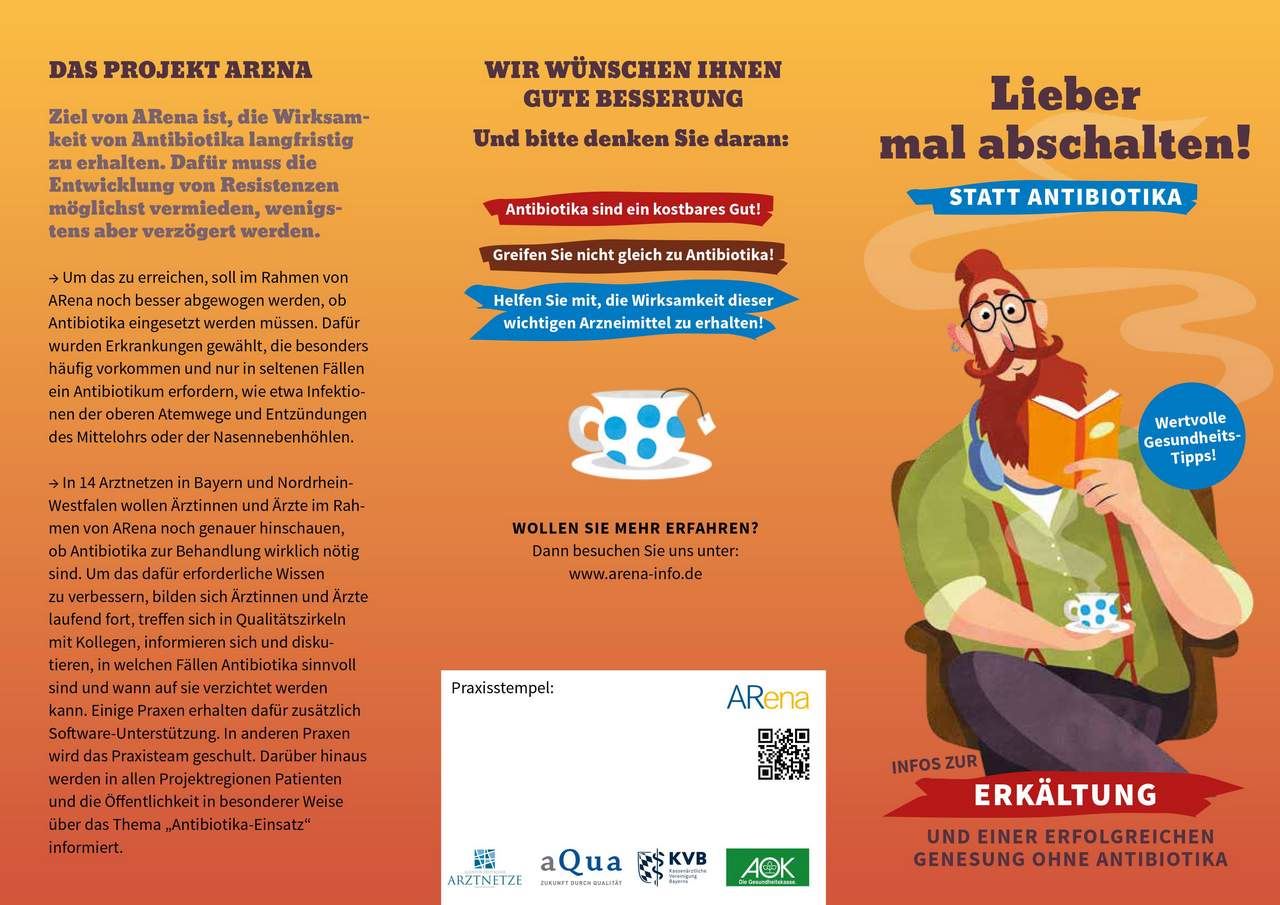 DAS PROJEKT ARENA
Ziel von ARena ist, die Wirksam-
keit von Antibiotika langfristig
zu erhalten. Dafür muss die
Entwicklung von Resistenzen
möglichst vermieden, wenigs-
tens aber verzögert werden.
→ Um das zu erreichen, soll im Rahmen von
ARena noch besser abgewogen werden, ob
Antibiotika eingesetzt werden müssen. Dafür
wurden Erkrankungen gewählt, die besonders
häufig vorkommen und nur in seltenen Fällen
ein Antibiotikum erfordern, wie etwa Infektio-
nen der oberen Atemwege und Entzündungen
des Mittelohrs oder der Nasennebenhöhlen.
→ In 14 Arztnetzen in Bayern und Nordrhein-
Westfalen wollen Ärztinnen und Ärzte im Rah-
men von ARena noch genauer hinschauen,
ob Antibiotika zur Behandlung wirklich nötig
sind. Um das dafür erforderliche Wissen
zu verbessern, bilden sich Ärztinnen und Ärzte
laufend fort, treffen sich in Qualitätszirkeln
mit Kollegen, informieren sich und disku-
tieren, in welchen Fällen Antibiotika sinnvoll
sind und wann auf sie verzichtet werden
kann. Einige Praxen erhalten dafür zusätzlich
Software-Unterstützung. In anderen Praxen
wird das Praxisteam geschult. Darüber hinaus
werden in allen Projektregionen Patienten
und die Öffentlichkeit in besonderer Weise
über das Thema „Antibiotika-Einsatz“
informiert.
WIR WÜNSCHEN IHNEN
GUTE BESSERUNG
Und bitte denken Sie daran:
Antibiotika sind ein kostbares Gut!
Greifen Sie nicht gleich zu Antibiotika!
Helfen Sie mit, die Wirksamkeit dieser
wichtigen Arzneimittel zu erhalten!
WOLLEN SIE MEHR ERFAHREN?
Dann besuchen Sie uns unter:
www.arena-info.de
Praxisstempel:
ARena
ARZTNETZE
aQua
ZUKUNFT DURCH QUALITÄT
KVB
Kassenärztliche
Vereinigung
Bayerns
AOK
Die Gesundheitskasse
Lieber
mal abschalten!
STATT ANTIBIOTIKA
Wertvolle
Gesundheits-
Tipps!
INFOS ZUR
ERKÄLTUNG
UND EINER ERFOLGREICHEN
GENESUNG OHNE ANTIBIOTIKA